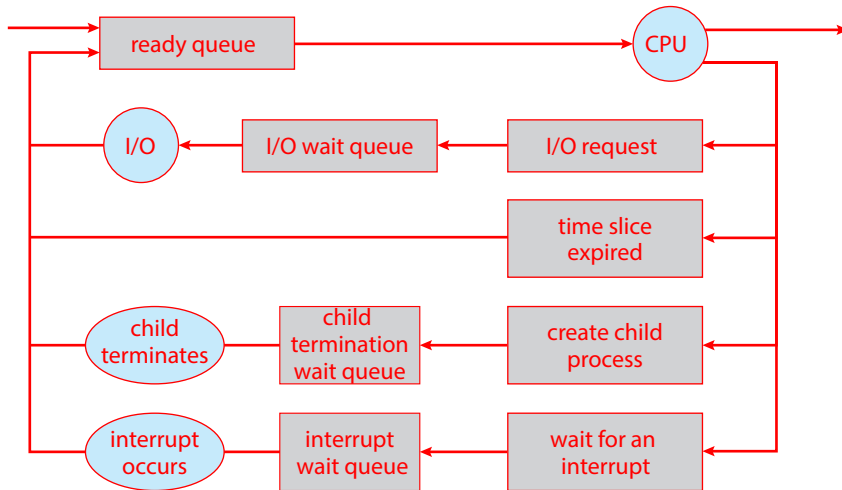 ready queue
CPU
I/O
I/O wait queue
I/O request
time slice
expired
child
terminates
child
termination
wait queue
create child
process
interrupt
occurs
interrupt
wait queue
wait for an
interrupt